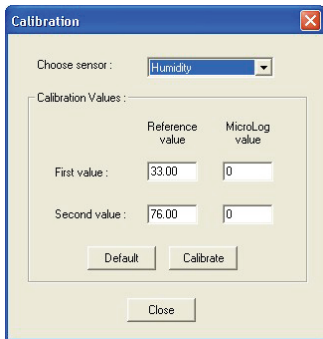 Calibration
Choose sensor : Humidity
Calibration Values :
Reference value MicroLog value
First value : 33.00 0
Second value : 76.00 0
Default Calibrate
Close